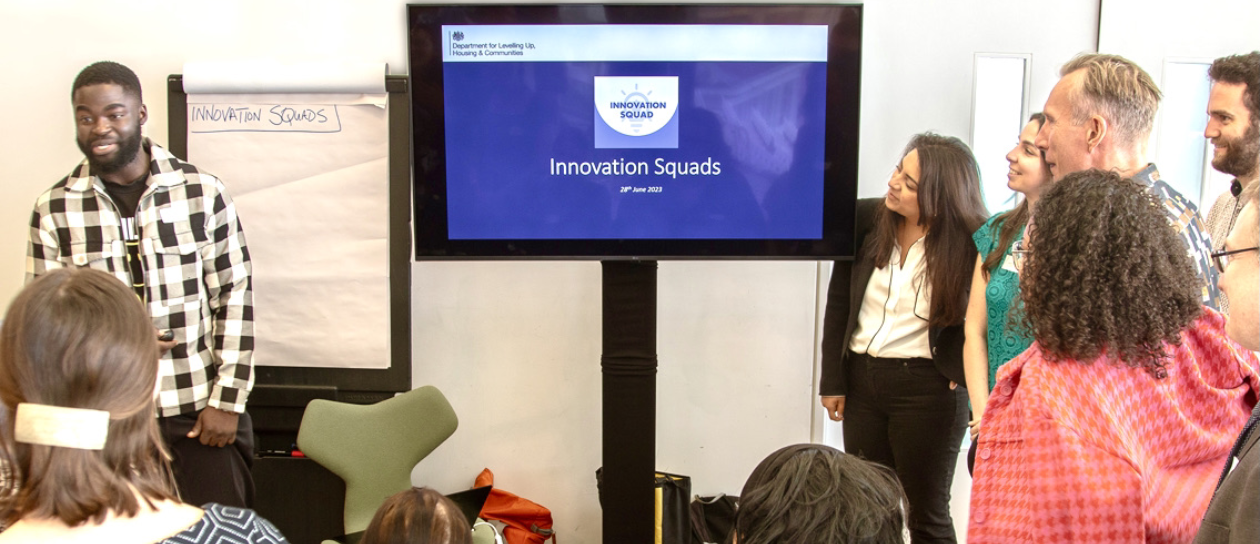 INNOVATION SQUADS
Department for Levelling Up,
Housing & Communities
INNOVATION
SQUAD
Innovation Squads
28th June 2023